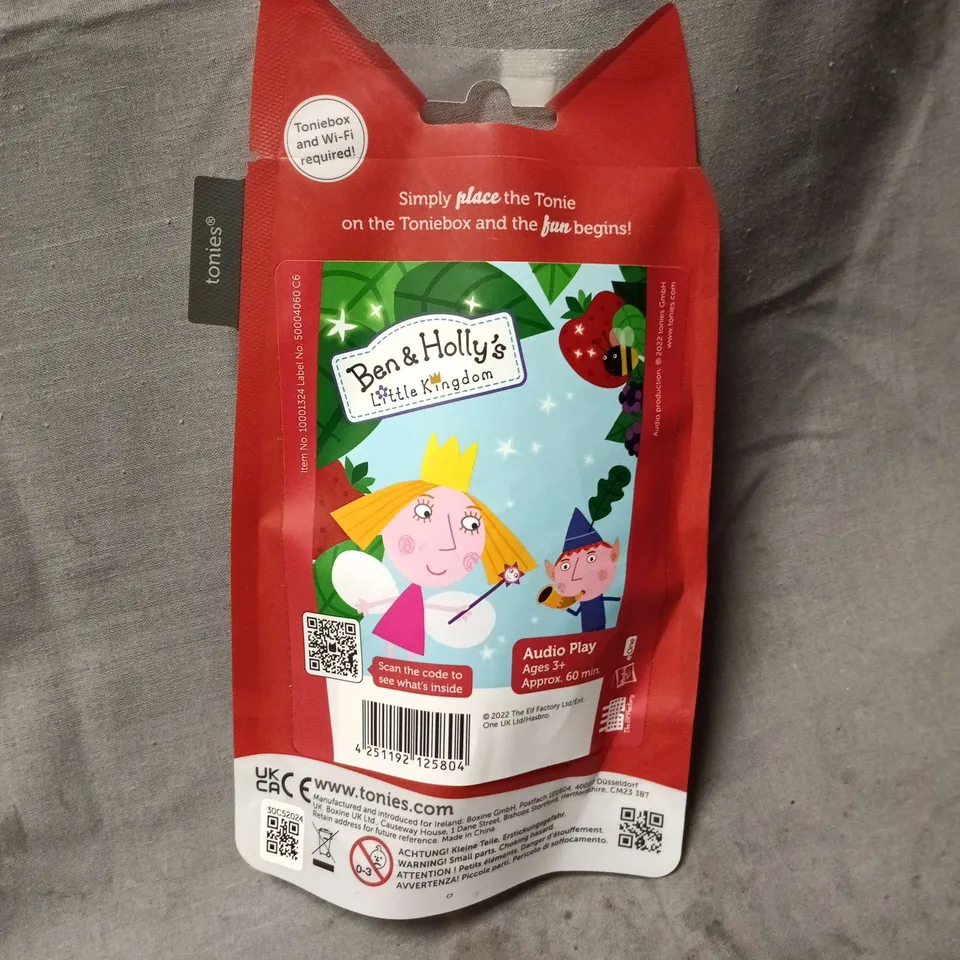 Toniebox
and Wi-Fi
required!
Simply place the Tonie
on the Toniebox and the fun begins!
tonies®
Item No. 10001324 Label No. 50004060 C6
Audio production: ℗ 2022 tonies GmbH
www.tonies.com
Ben & Holly's
Little Kingdom
Scan the code to
see what's inside
Audio Play
Ages 3+
Approx. 60 min.
eOne
The Elf Factory
© 2022 The Elf Factory Ltd/Ent.
One UK Ltd/Hasbro.
4 251192 125804
UK
CA CE www.tonies.com
Manufactured and introduced for Ireland: Boxine GmbH, Postfach 101804, 40009 Düsseldorf
UK: Boxine UK Ltd., Causeway House, 1 Dane Street, Bishops Stortford, Hertfordshire, CM23 3BT
Retain address for future reference. Made in China.
30C52024
0-3
ACHTUNG! Kleine Teile, Erstickungsgefahr.
WARNING! Small parts. Choking hazard.
ATTENTION ! Petits éléments. Danger d'étouffement.
AVVERTENZA! Piccole parti. Pericolo di soffocamento.